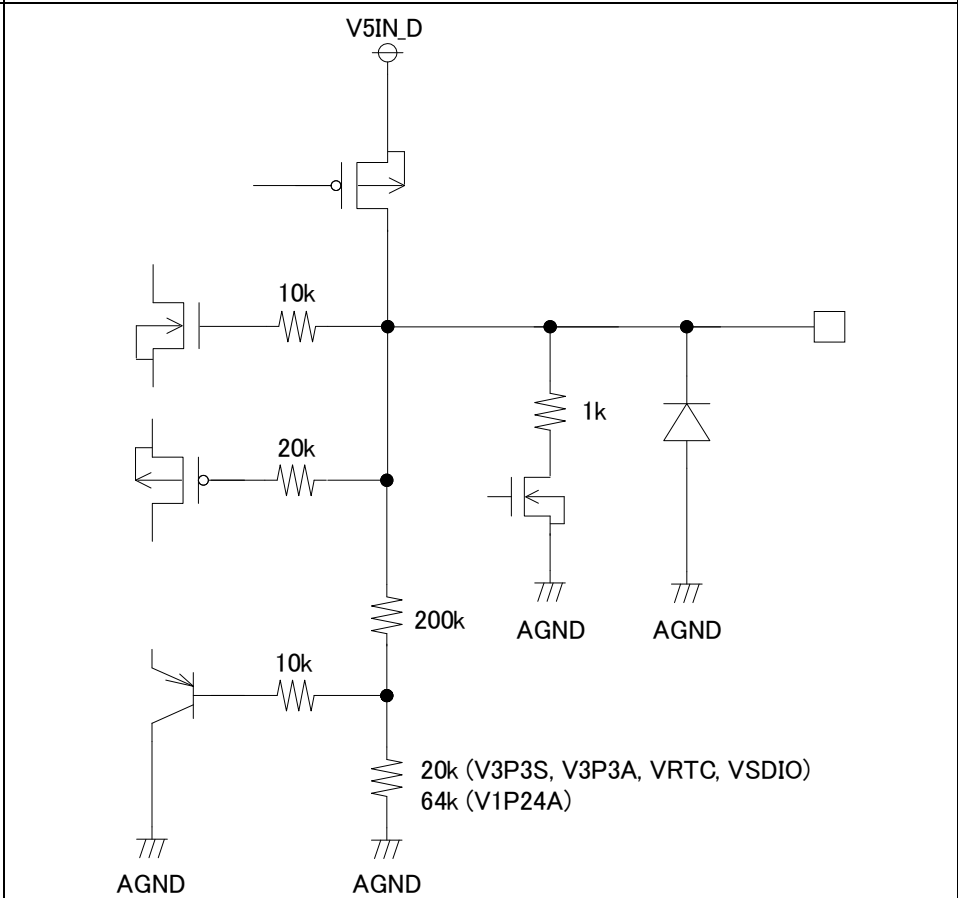 V5IN_D
10k
1k
20k
200k
AGND
AGND
10k
20k (V3P3S, V3P3A, VRTC, VSDIO)
64k (V1P24A)
AGND
AGND